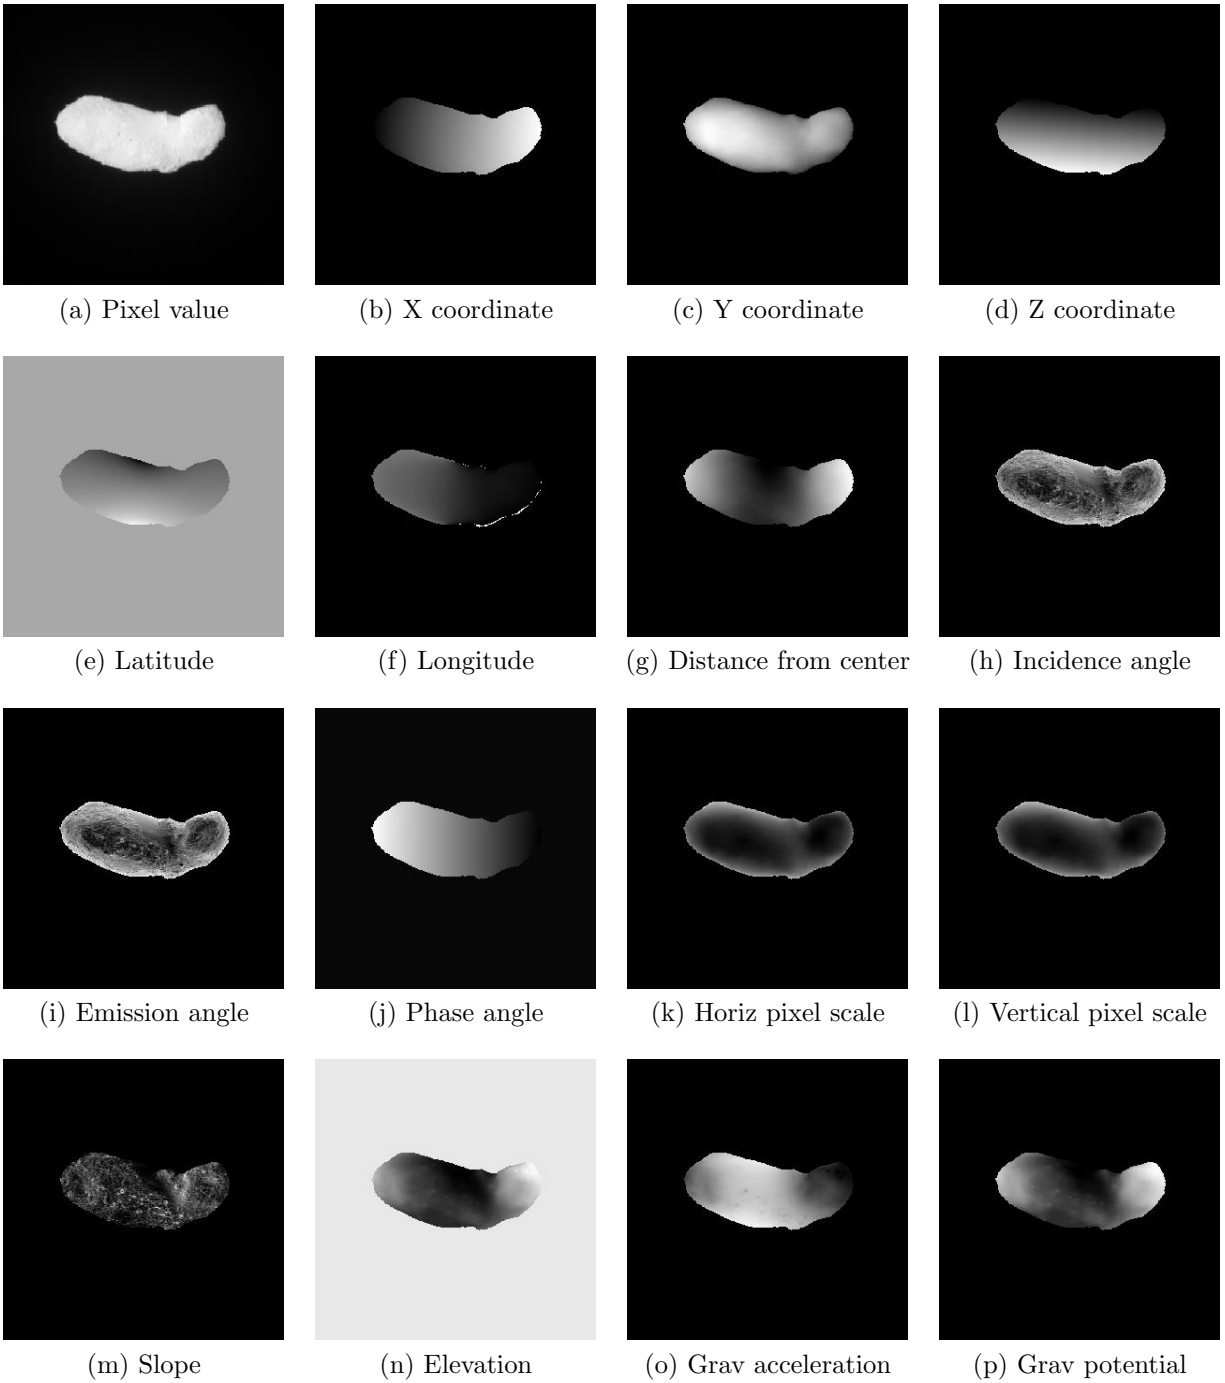 (a) Pixel value
(b) X coordinate
(c) Y coordinate
(d) Z coordinate
(e) Latitude
(f) Longitude
(g) Distance from center
(h) Incidence angle
(i) Emission angle
(j) Phase angle
(k) Horiz pixel scale
(l) Vertical pixel scale
(m) Slope
(n) Elevation
(o) Grav acceleration
(p) Grav potential